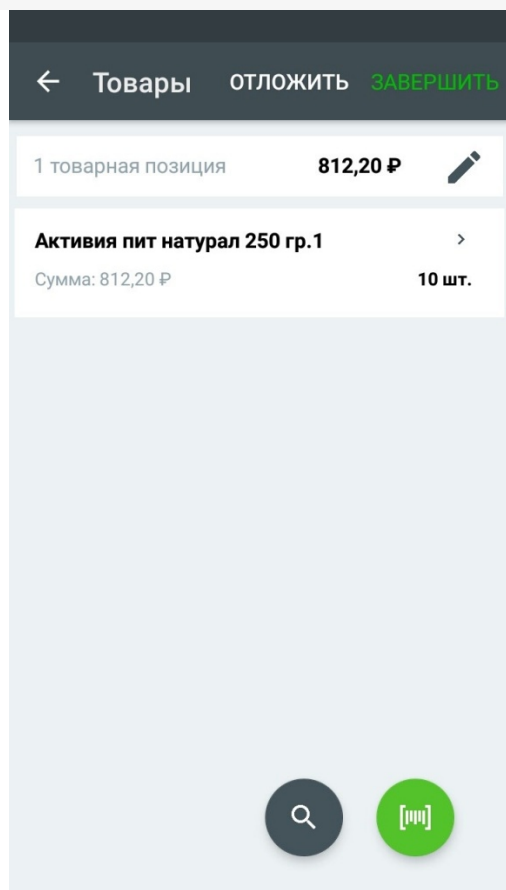 Товары ОТЛОЖИТЬ ЗАВЕРШИТЬ
1 товарная позиция 812,20 ₽
Активия пит натурал 250 гр.1
Сумма: 812,20 ₽ 10 шт.